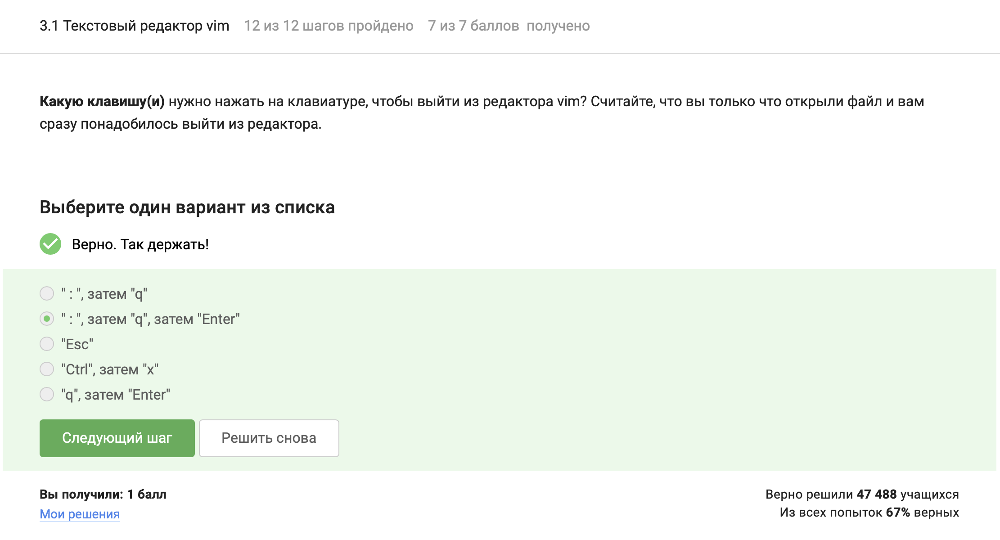 3.1 Текстовый редактор vim 12 из 12 шагов пройдено 7 из 7 баллов получено
Какую клавишу(и) нужно нажать на клавиатуре, чтобы выйти из редактора vim? Считайте, что вы только что открыли файл и вам
сразу понадобилось выйти из редактора.
Выберите один вариант из списка
Верно. Так держать!
" : ", затем "q"
" : ", затем "q", затем "Enter"
"Esc"
"Ctrl", затем "x"
"q", затем "Enter"
Следующий шаг Решить снова
Вы получили: 1 балл
Мои решения
Верно решили 47 488 учащихся
Из всех попыток 67% верных